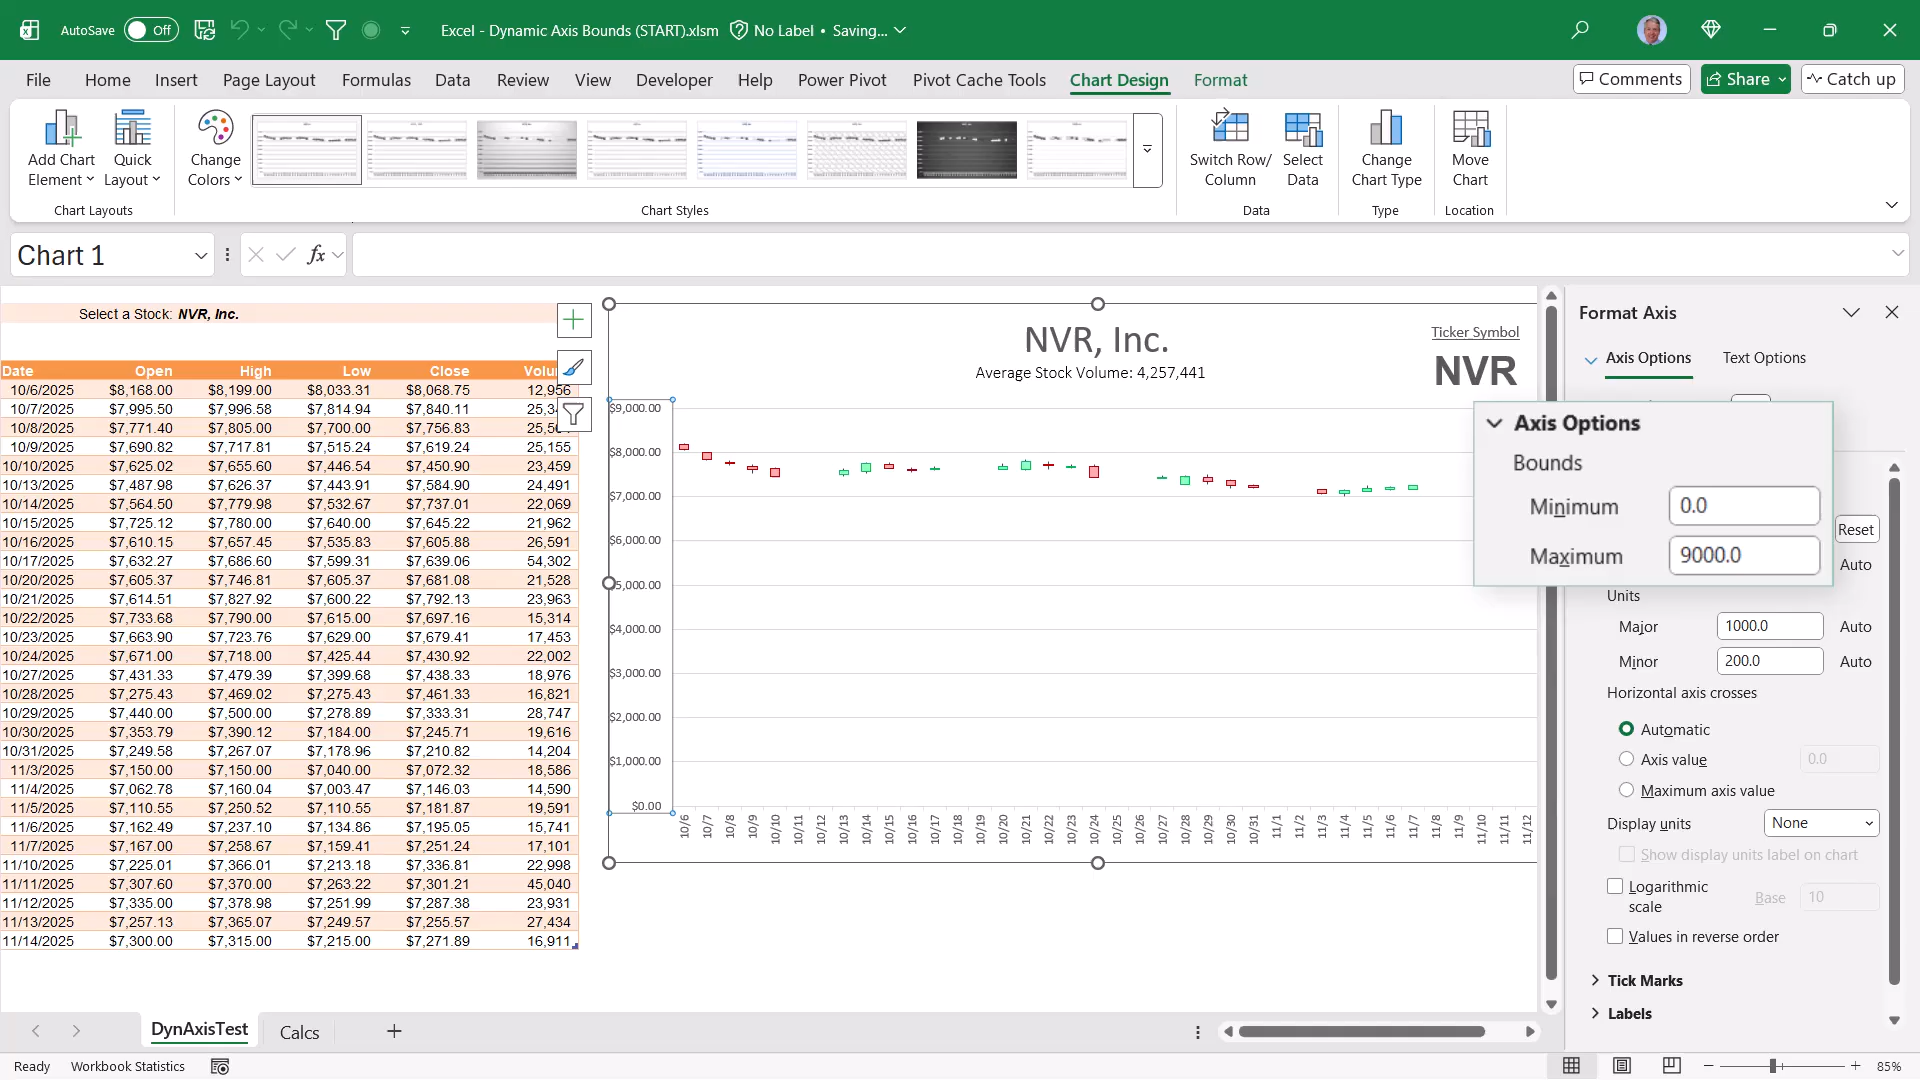 AutoSave Off Excel - Dynamic Axis Bounds (START).xlsm No Label • Saving...
File Home Insert Page Layout Formulas Data Review View Developer Help Power Pivot Pivot Cache Tools Chart Design Format Comments Share Catch up
Add Chart Element
Quick Layout
Change Colors
Switch Row/ Column
Select Data
Change Chart Type
Move Chart
Chart Layouts Chart Styles Data Type Location
Chart 1 fx
Select a Stock: NVR, Inc.
Date Open High Low Close Volu
10/6/2025 $8,168.00 $8,199.00 $8,033.31 $8,068.75 12,956
10/7/2025 $7,995.50 $7,996.58 $7,814.94 $7,840.11 25,3
10/8/2025 $7,771.40 $7,805.00 $7,700.00 $7,756.83 25,5
10/9/2025 $7,690.82 $7,717.81 $7,515.24 $7,619.24 25,155
10/10/2025 $7,625.02 $7,655.60 $7,446.54 $7,450.90 23,459
10/13/2025 $7,487.98 $7,626.37 $7,443.91 $7,584.90 24,491
10/14/2025 $7,564.50 $7,779.98 $7,532.67 $7,737.01 22,069
10/15/2025 $7,725.12 $7,780.00 $7,640.00 $7,645.22 21,962
10/16/2025 $7,610.15 $7,657.45 $7,535.83 $7,605.88 26,591
10/17/2025 $7,632.27 $7,686.60 $7,599.31 $7,639.06 54,302
10/20/2025 $7,605.37 $7,746.81 $7,605.37 $7,681.08 21,528
10/21/2025 $7,614.51 $7,827.92 $7,600.22 $7,792.13 23,963
10/22/2025 $7,733.68 $7,790.00 $7,615.00 $7,697.16 15,314
10/23/2025 $7,663.90 $7,723.76 $7,629.00 $7,679.41 17,453
10/24/2025 $7,671.00 $7,718.00 $7,425.44 $7,430.92 22,002
10/27/2025 $7,431.33 $7,479.39 $7,399.68 $7,438.33 18,976
10/28/2025 $7,275.43 $7,469.02 $7,275.43 $7,461.33 16,821
10/29/2025 $7,440.00 $7,500.00 $7,278.89 $7,333.31 28,747
10/30/2025 $7,353.79 $7,390.12 $7,184.00 $7,245.71 19,616
10/31/2025 $7,249.58 $7,267.07 $7,178.96 $7,210.82 14,204
11/3/2025 $7,150.00 $7,150.00 $7,040.00 $7,072.32 18,586
11/4/2025 $7,062.78 $7,160.04 $7,003.47 $7,146.03 14,590
11/5/2025 $7,110.55 $7,250.52 $7,110.55 $7,181.87 19,591
11/6/2025 $7,162.49 $7,237.10 $7,134.86 $7,195.05 15,741
11/7/2025 $7,167.00 $7,258.67 $7,159.41 $7,251.24 17,101
11/10/2025 $7,225.01 $7,366.01 $7,213.18 $7,336.81 22,998
11/11/2025 $7,307.60 $7,370.00 $7,263.22 $7,301.21 45,040
11/12/2025 $7,335.00 $7,378.98 $7,251.99 $7,287.38 23,931
11/13/2025 $7,257.13 $7,365.07 $7,249.57 $7,255.57 27,434
11/14/2025 $7,300.00 $7,315.00 $7,215.00 $7,271.89 16,911
NVR, Inc.
Average Stock Volume: 4,257,441
Ticker Symbol
NVR
$9,000.00
$8,000.00
$7,000.00
$6,000.00
$5,000.00
$4,000.00
$3,000.00
$2,000.00
$1,000.00
$0.00
10/6 10/7 10/8 10/9 10/10 10/11 10/12 10/13 10/14 10/15 10/16 10/17 10/18 10/19 10/20 10/21 10/22 10/23 10/24 10/25 10/26 10/27 10/28 10/29 10/30 10/31 11/1 11/2 11/3 11/4 11/5 11/6 11/7 11/8 11/9 11/10 11/11 11/12
Format Axis
Axis Options Text Options
Axis Options
Bounds
Minimum 0.0 Reset
Maximum 9000.0 Auto
Units
Major 1000.0 Auto
Minor 200.0 Auto
Horizontal axis crosses
Automatic
Axis value 0.0
Maximum axis value
Display units None
Show display units label on chart
Logarithmic scale Base 10
Values in reverse order
Tick Marks
Labels
DynAxisTest Calcs
Ready Workbook Statistics 85%